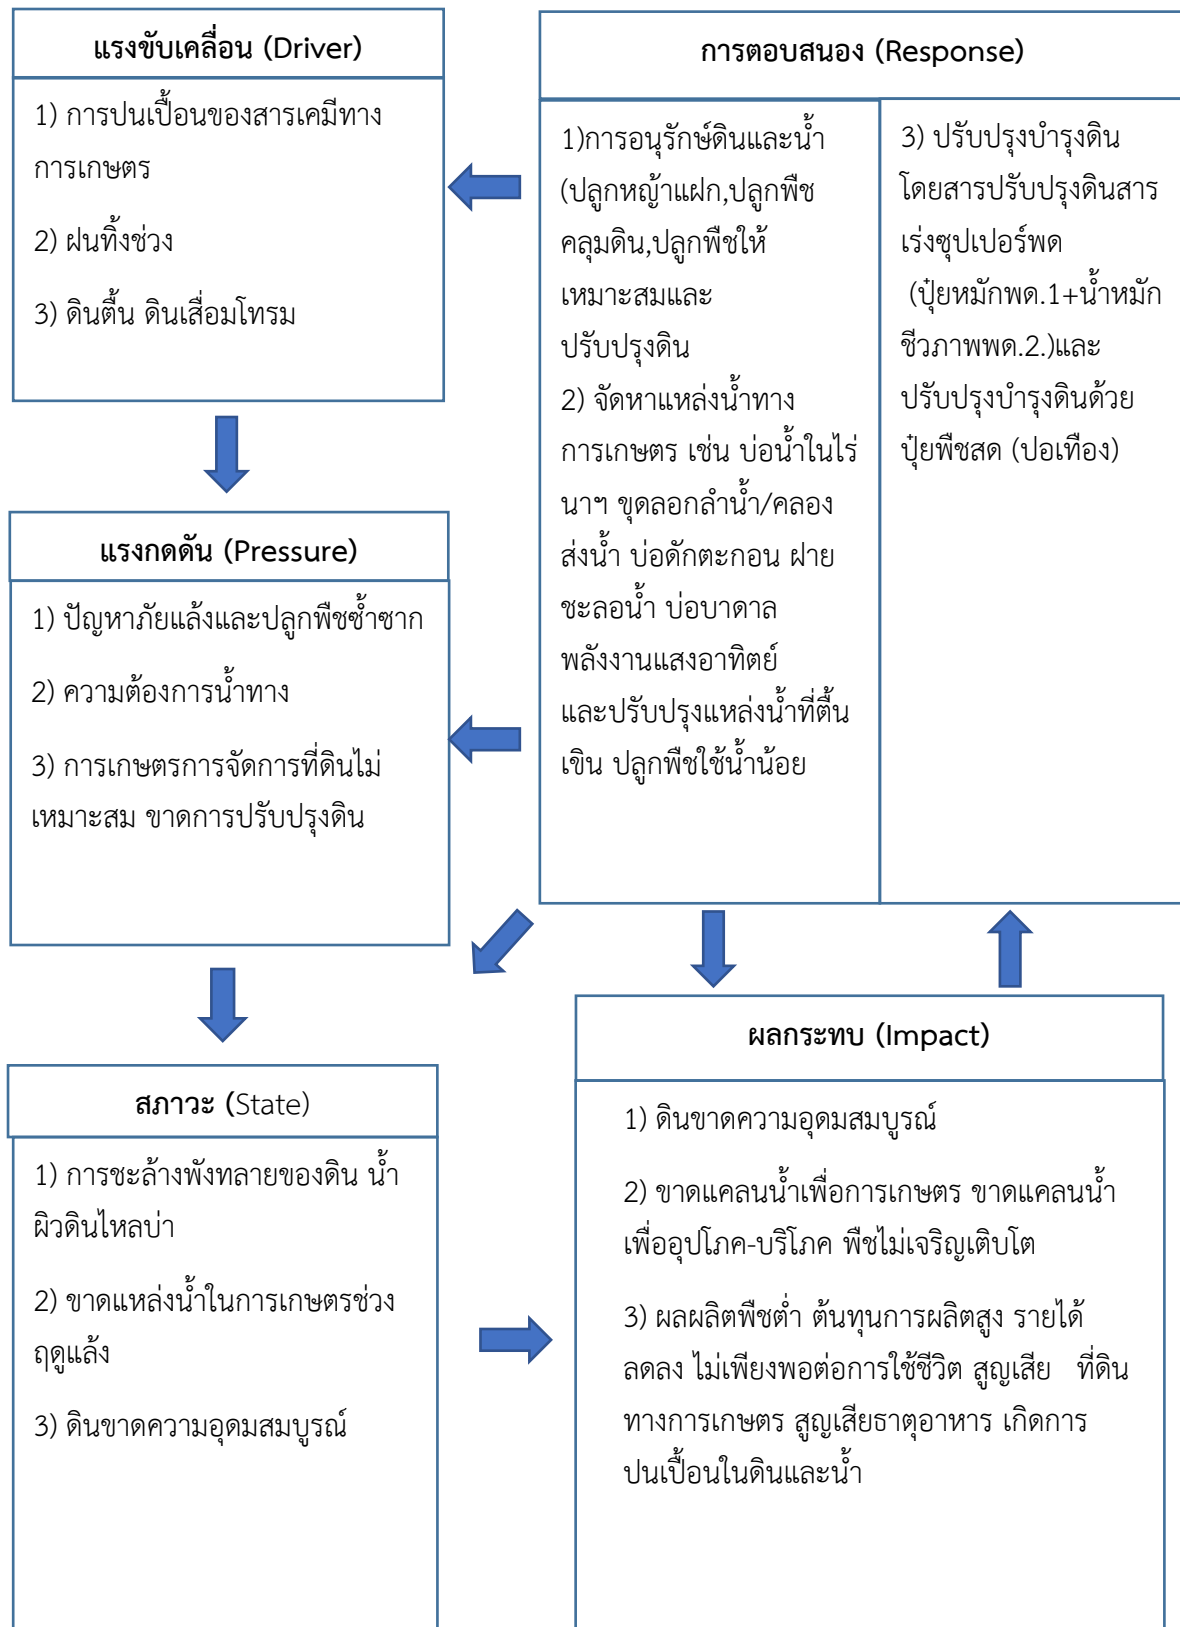 แรงขับเคลื่อน (Driver)
1) การปนเปื้อนของสารเคมีทาง
การเกษตร
2) ฝนทิ้งช่วง
3) ดินตื้น ดินเสื่อมโทรม
การตอบสนอง (Response)
1)การอนุรักษ์ดินและน้ำ
(ปลูกหญ้าแฝก,ปลูกพืช
คลุมดิน,ปลูกพืชให้
เหมาะสมและ
ปรับปรุงดิน
2) จัดหาแหล่งน้ำทาง
การเกษตร เช่น บ่อน้ำในไร่
นาฯ ขุดลอกลำน้ำ/คลอง
ส่งน้ำ บ่อดักตะกอน ฝาย
ชะลอน้ำ บ่อบาดาล
พลังงานแสงอาทิตย์
และปรับปรุงแหล่งน้ำที่ตื้น
เขิน ปลูกพืชใช้น้ำน้อย
3) ปรับปรุงบำรุงดิน
โดยสารปรับปรุงดินสาร
เร่งซุปเปอร์พด
(ปุ๋ยหมักพด.1+น้ำหมัก
ชีวภาพพด.2.)และ
ปรับปรุงบำรุงดินด้วย
ปุ๋ยพืชสด (ปอเทือง)
แรงกดดัน (Pressure)
1) ปัญหาภัยแล้งและปลูกพืชซ้ำซาก
2) ความต้องการน้ำทาง
3) การเกษตรการจัดการที่ดินไม่
เหมาะสม ขาดการปรับปรุงดิน
สภาวะ (State)
1) การชะล้างพังทลายของดิน น้ำ
ผิวดินไหลบ่า
2) ขาดแหล่งน้ำในการเกษตรช่วง
ฤดูแล้ง
3) ดินขาดความอุดมสมบูรณ์
ผลกระทบ (Impact)
1) ดินขาดความอุดมสมบูรณ์
2) ขาดแคลนน้ำเพื่อการเกษตร ขาดแคลนน้ำ
เพื่ออุปโภค-บริโภค พืชไม่เจริญเติบโต
3) ผลผลิตพืชต่ำ ต้นทุนการผลิตสูง รายได้
ลดลง ไม่เพียงพอต่อการใช้ชีวิต สูญเสีย ที่ดิน
ทางการเกษตร สูญเสียธาตุอาหาร เกิดการ
ปนเปื้อนในดินและน้ำ